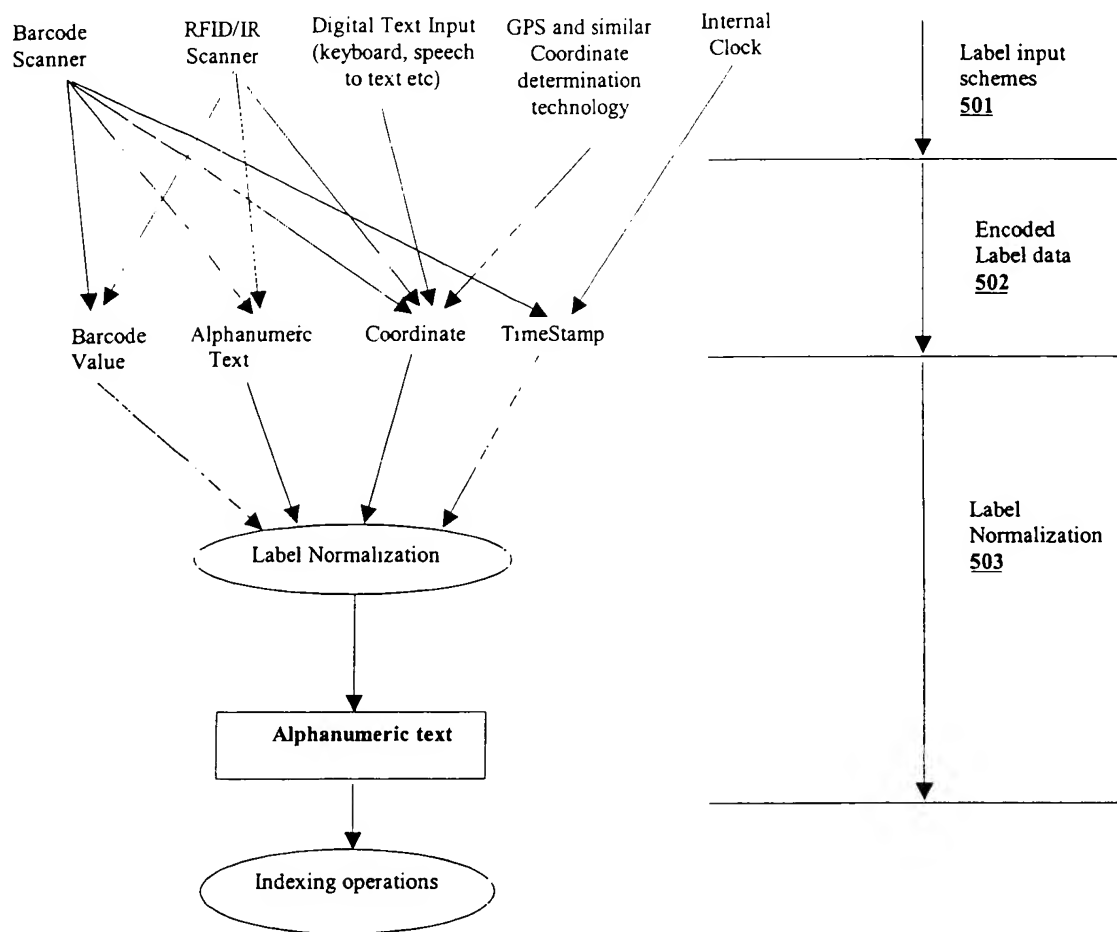 Barcode
Scanner
RFID/IR
Scanner
Digital Text Input
(keyboard, speech
to text etc)
GPS and similar
Coordinate
determination
technology
Internal
Clock
Label input
schemes
501
Encoded
Label data
502
Barcode
Value
Alphanumeric
Text
Coordinate
TimeStamp
Label
Normalization
503
Label Normalization
Alphanumeric text
Indexing operations